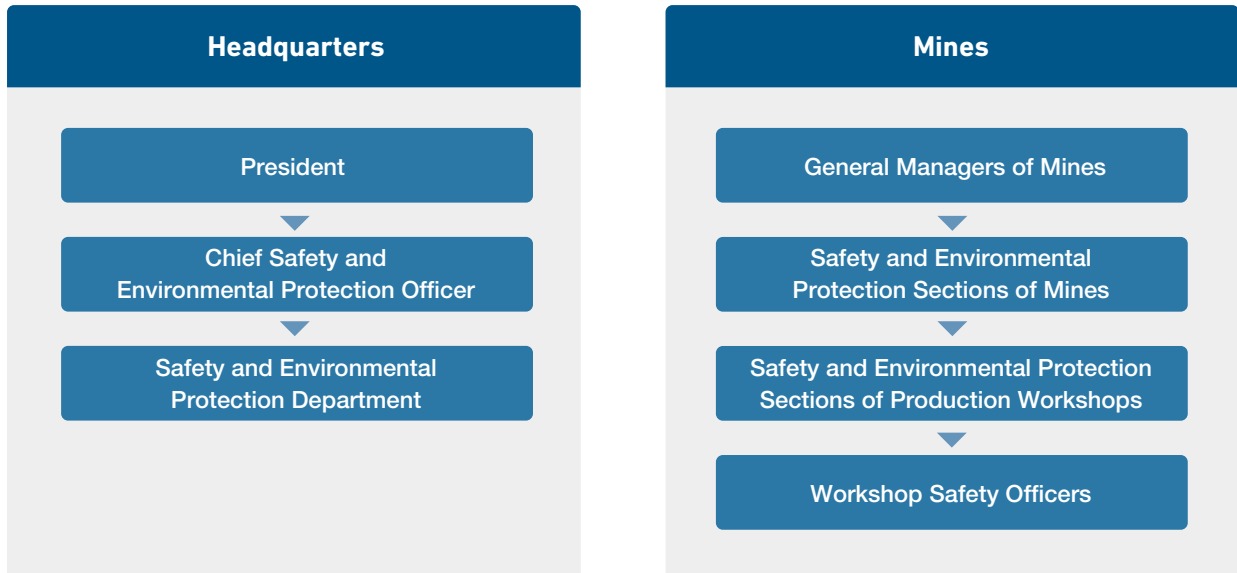 Headquarters
President
Chief Safety and
Environmental Protection Officer
Safety and Environmental
Protection Department
Mines
General Managers of Mines
Safety and Environmental
Protection Sections of Mines
Safety and Environmental Protection
Sections of Production Workshops
Workshop Safety Officers